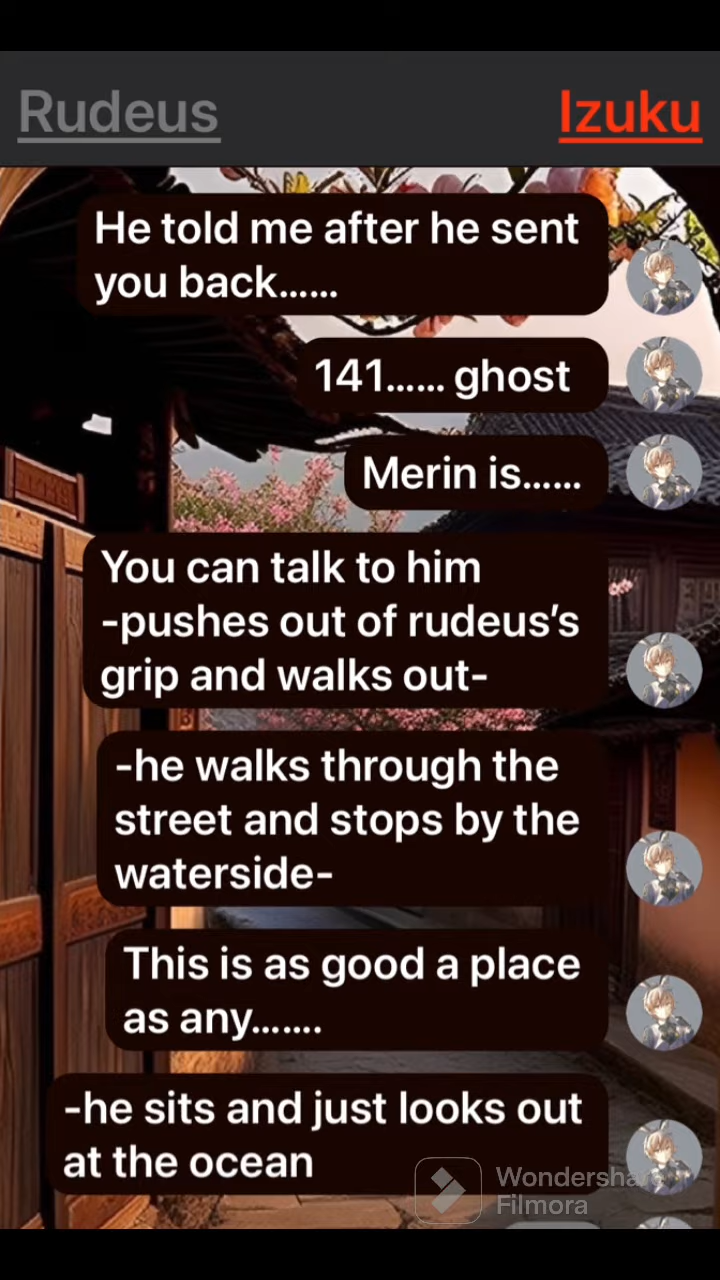 Rudeus
Izuku
He told me after he sent
you back......
141...... ghost
Merin is......
You can talk to him
-pushes out of rudeus’s
grip and walks out-
-he walks through the
street and stops by the
waterside-
This is as good a place
as any.......
-he sits and just looks out
at the ocean
Wondershare
Filmora